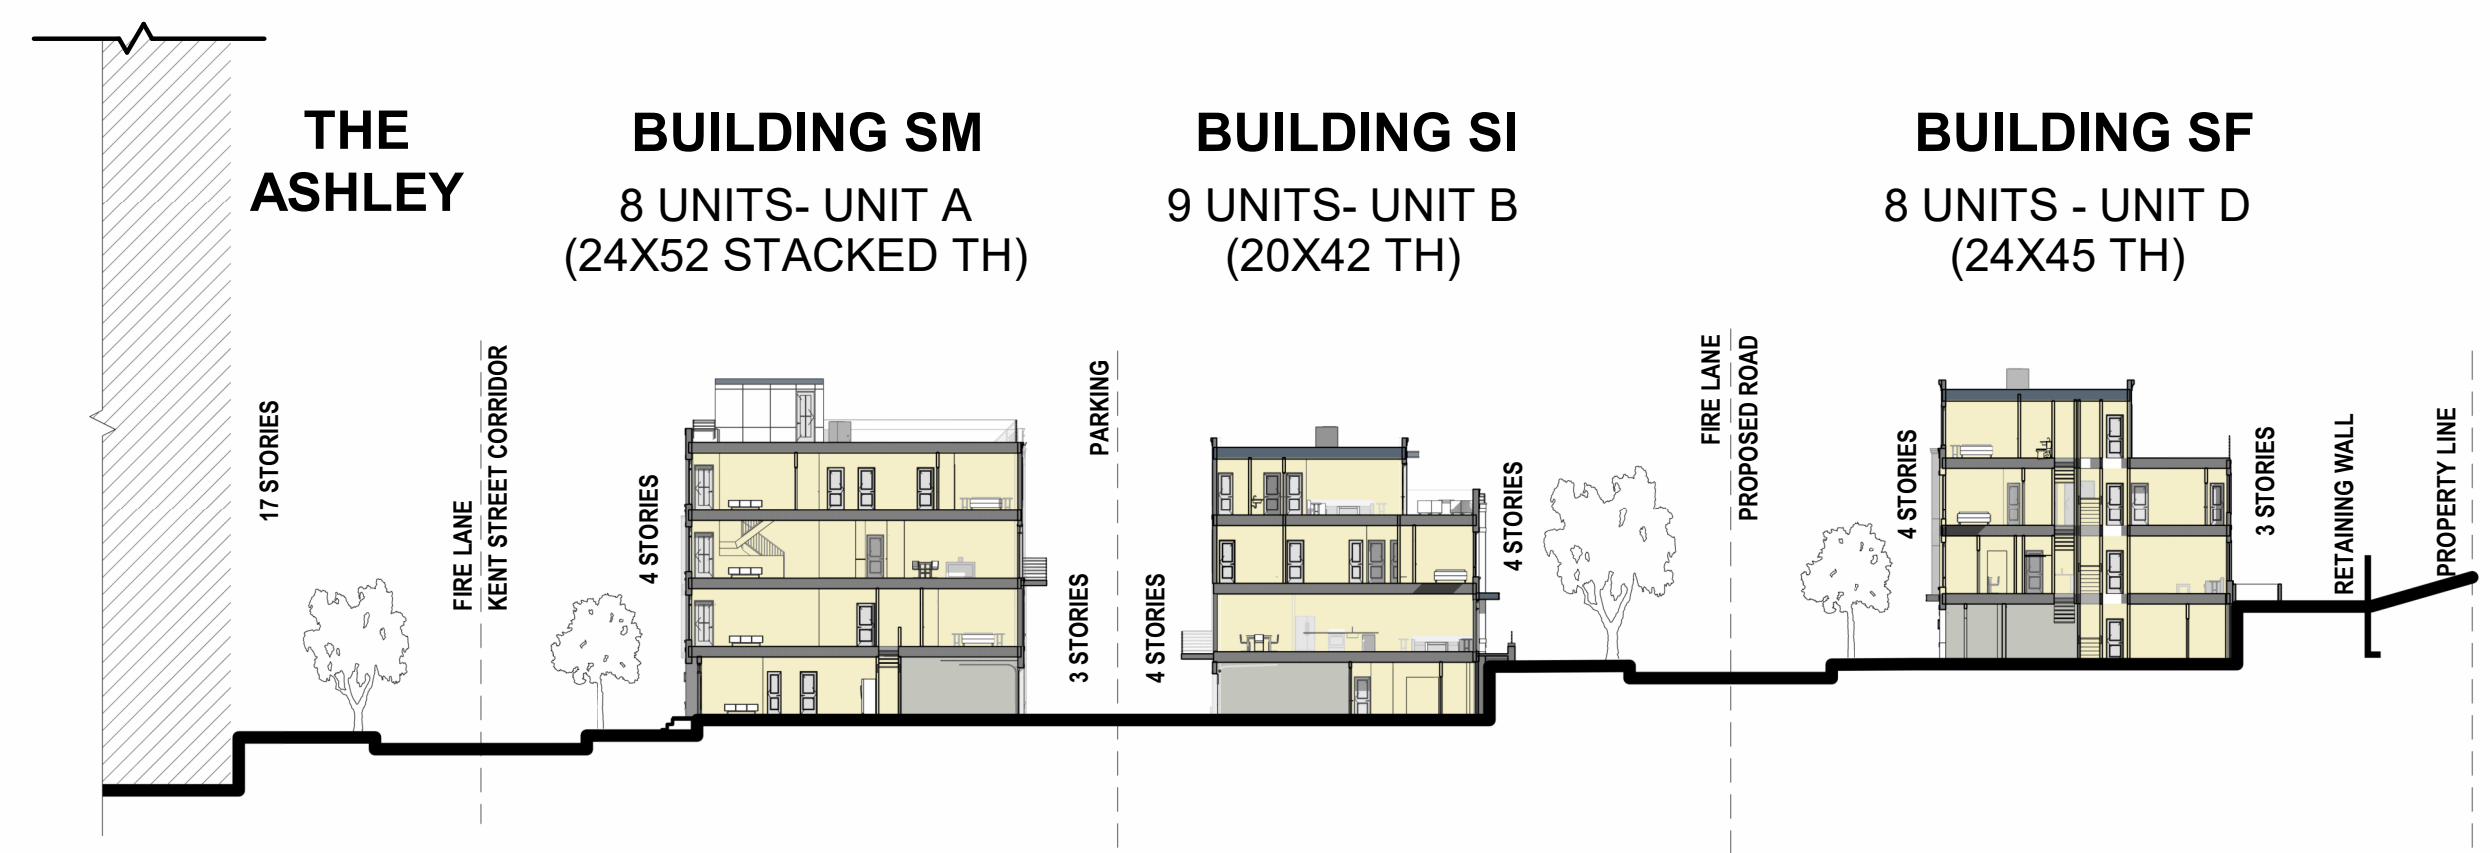 THE
ASHLEY
BUILDING SM
8 UNITS- UNIT A
(24X52 STACKED TH)
BUILDING SI
9 UNITS- UNIT B
(20X42 TH)
BUILDING SF
8 UNITS - UNIT D
(24X45 TH)
17 STORIES
FIRE LANE
KENT STREET CORRIDOR
4 STORIES
3 STORIES
PARKING
4 STORIES
4 STORIES
FIRE LANE
PROPOSED ROAD
4 STORIES
3 STORIES
RETAINING WALL
PROPERTY LINE